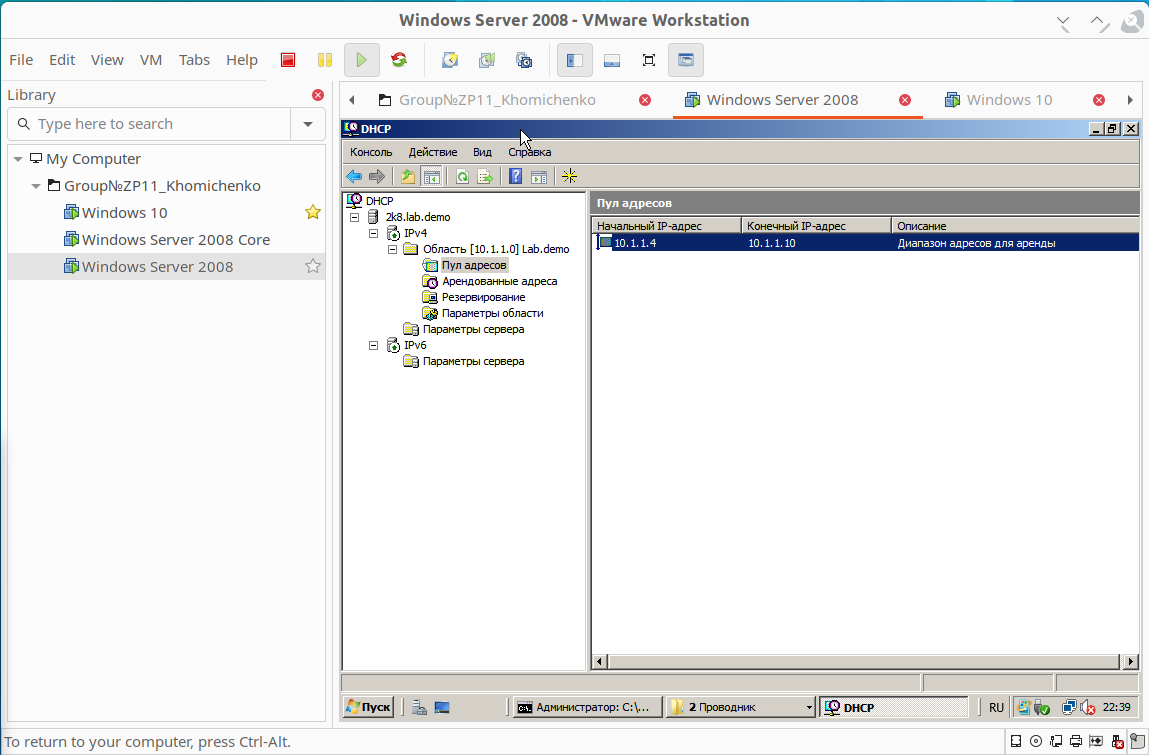 Windows Server 2008 - VMware Workstation
File Edit View VM Tabs Help
Library
Type here to search
My Computer
Group№ZP11_Khomichenko
Windows 10
Windows Server 2008 Core
Windows Server 2008
Group№ZP11_Khomichenko Windows Server 2008 Windows 10
DHCP
Консоль Действие Вид Справка
DHCP
2k8.lab.demo
IPv4
Область [10.1.1.0] Lab.demo
Пул адресов
Арендованные адреса
Резервирование
Параметры области
Параметры сервера
IPv6
Параметры сервера
Пул адресов
Начальный IP-адрес Конечный IP-адрес Описание
10.1.1.4 10.1.1.10 Диапазон адресов для аренды
Пуск Администратор: C:\... 2 Проводник DHCP RU 22:39
To return to your computer, press Ctrl-Alt.